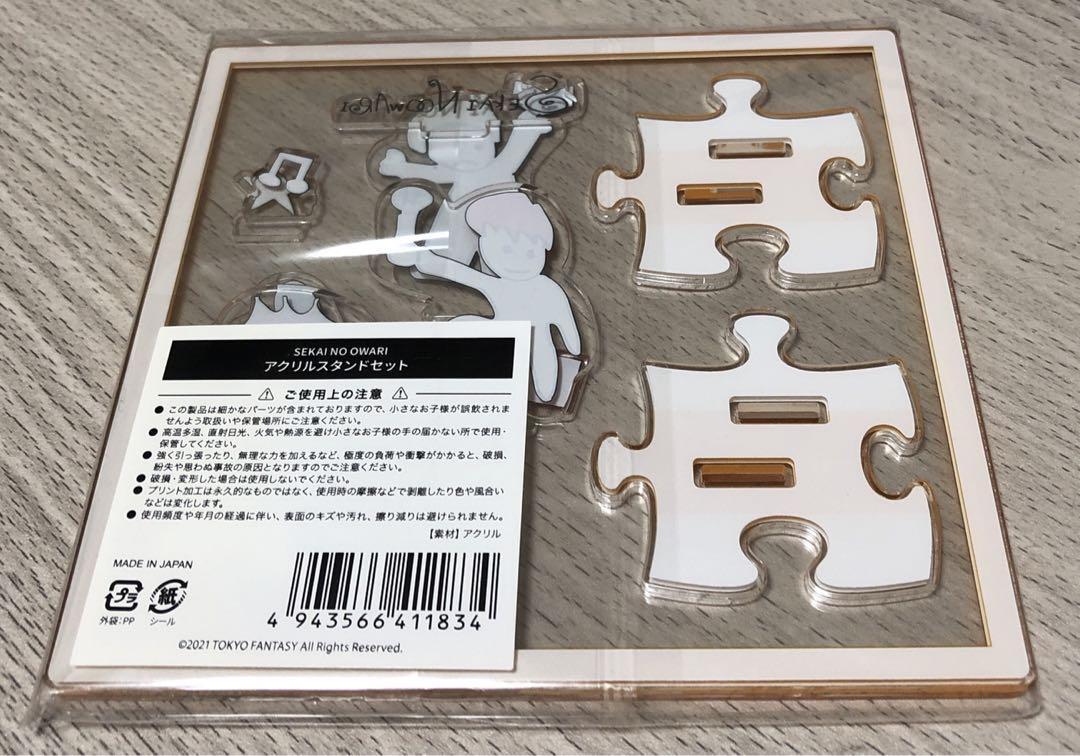 SEKAI NO OWARI
SEKAI NO OWARI
アクリルスタンドセット
ご使用上の注意
● この製品は細かなパーツが含まれておりますので、小さなお子様が誤飲されま
せんよう取扱いや保管場所にご注意ください。
● 高温多湿、直射日光、火気や熱源を避け小さなお子様の手の届かない所で使用・
保管してください。
● 強く引っ張ったり、無理な力を加えるなど、極度の負荷や衝撃がかかると、破損、
紛失や思わぬ事故の原因となりますのでご注意ください。
● 破損・変形した場合は使用しないでください。
● プリント加工は永久的なものではなく、使用時の摩擦などで剥離したり色や風合い
などは変化します。
● 使用頻度や年月の経過に伴い、表面のキズや汚れ、擦り減りは避けられません。
【素材】アクリル
MADE IN JAPAN
プラ 紙
外袋：PP シール
4 943566 411834
©2021 TOKYO FANTASY All Rights Reserved.